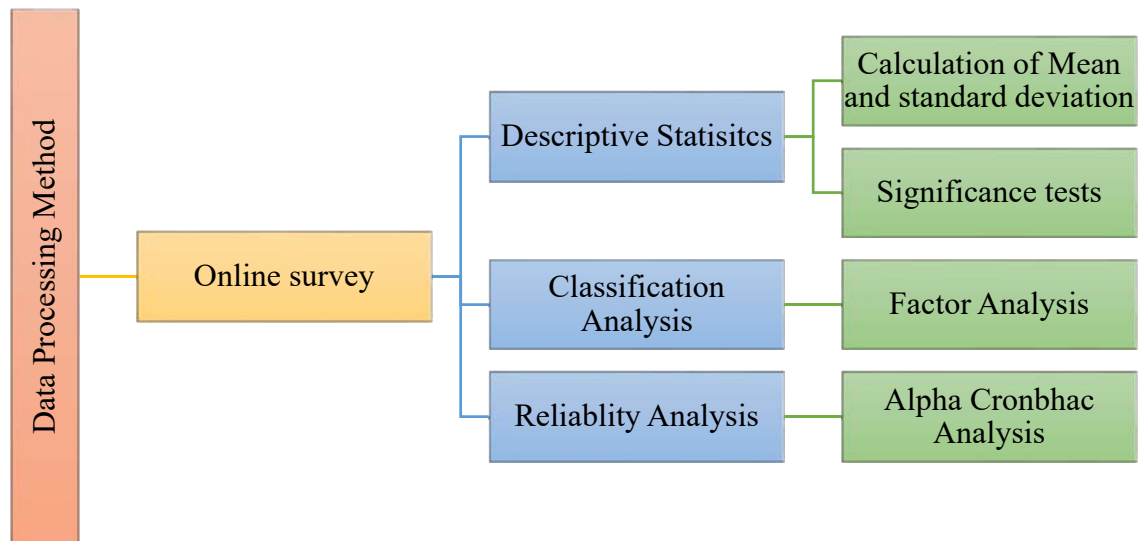 Data Processing Method
Online survey
Descriptive Statisitcs
Calculation of Mean
and standard deviation
Significance tests
Classification
Analysis
Factor Analysis
Reliablity Analysis
Alpha Cronbhac
Analysis